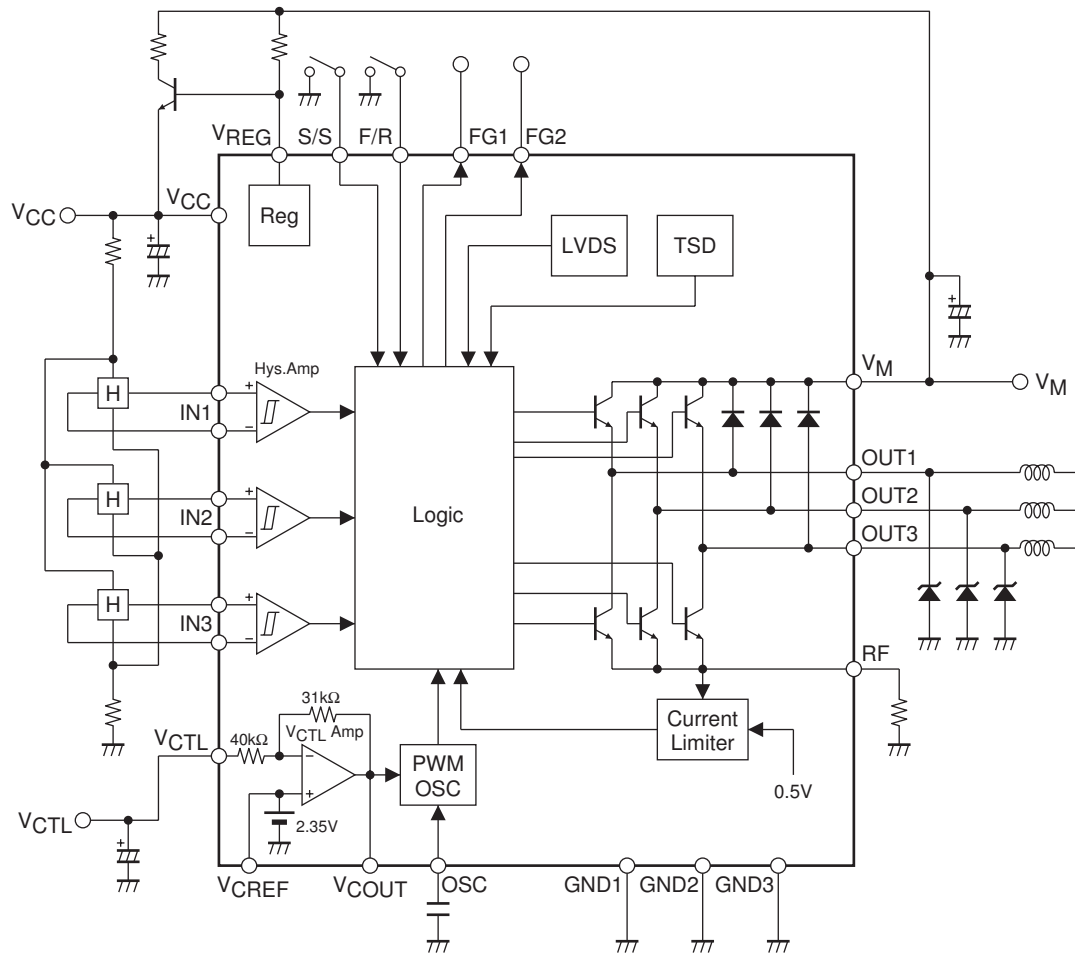 VREG
S/S
F/R
FG1
FG2
VCC
VCC
Reg
LVDS
TSD
Hys.Amp
VM
VM
H
+
−
IN1
OUT1
H
+
−
IN2
Logic
OUT2
OUT3
H
+
−
IN3
RF
31kΩ
VCTL
40kΩ
VCTL Amp
−
+
PWM
OSC
Current
Limiter
2.35V
0.5V
VCTL
+
+
+
VCREF
VCOUT
OSC
GND1
GND2
GND3